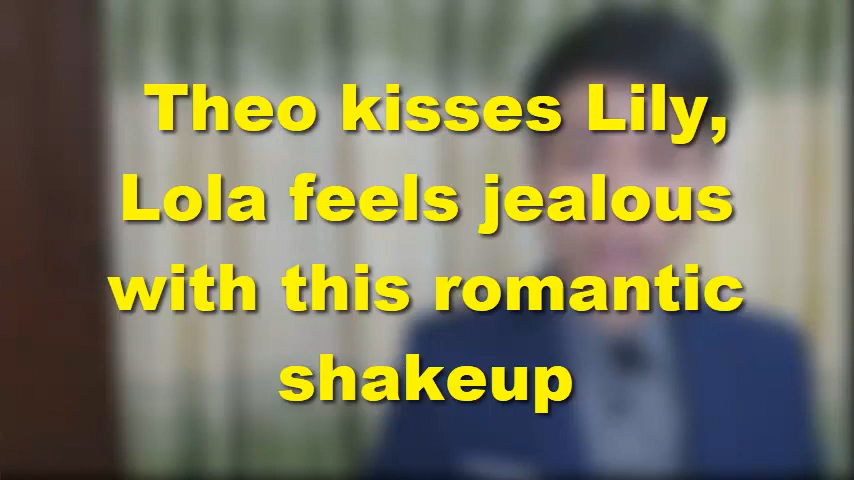 Theo kisses Lily,
Lola feels jealous
with this romantic
shakeup